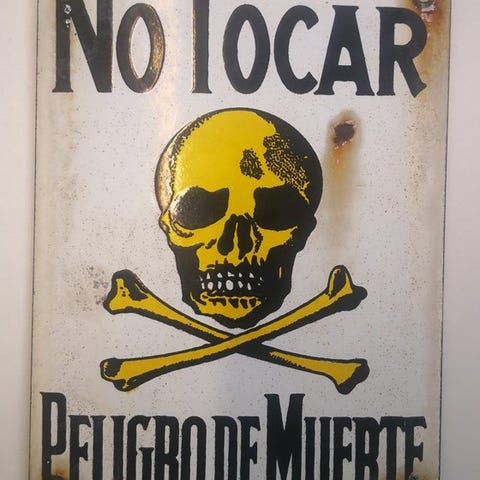 NO TOCAR
PELIGRO DE MUERTE